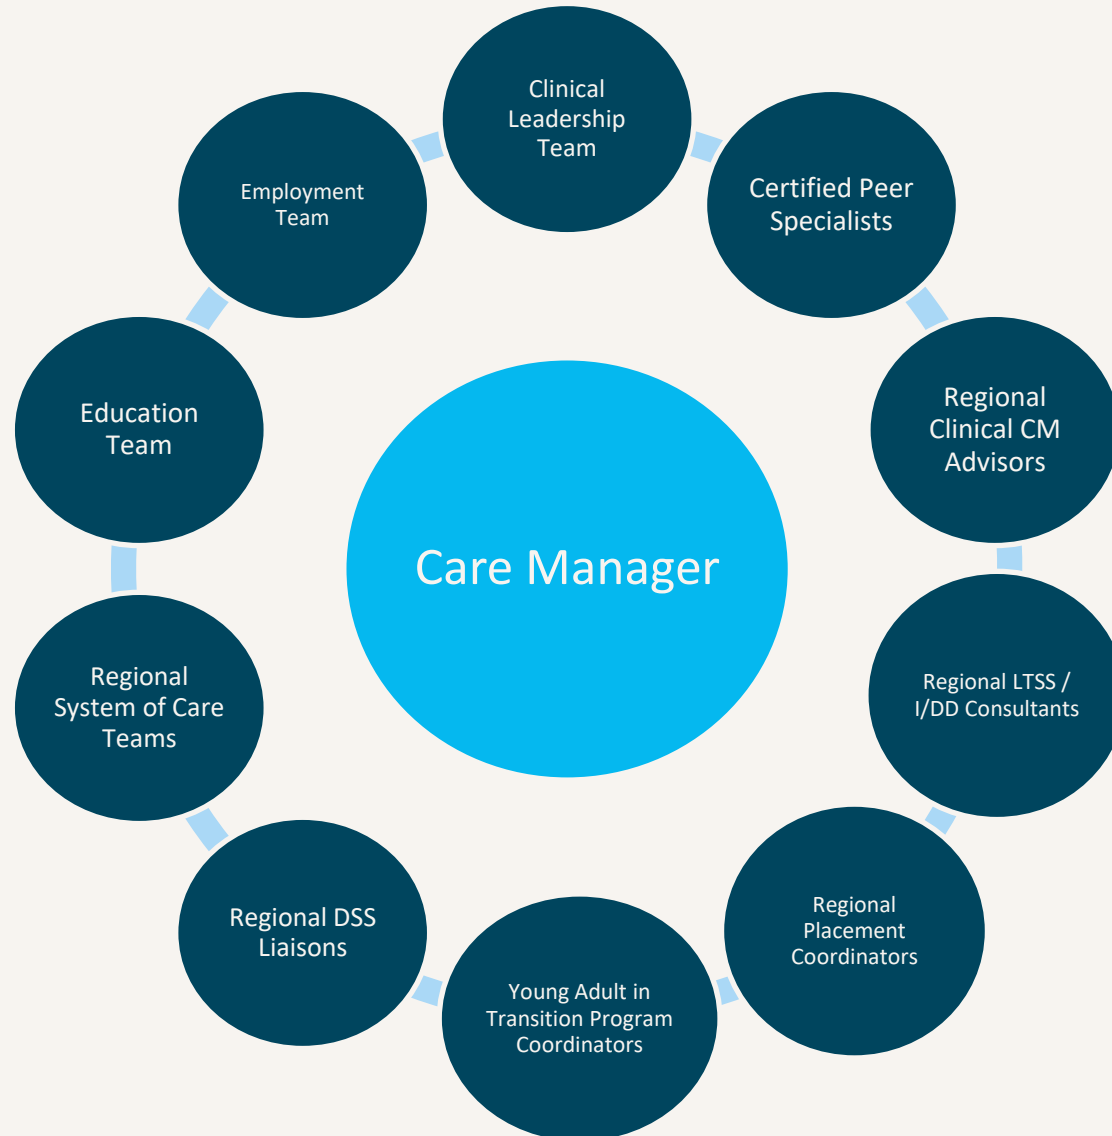 Clinical
Leadership
Team
Certified Peer
Specialists
Regional
Clinical CM
Advisors
Regional LTSS /
I/DD Consultants
Regional
Placement
Coordinators
Young Adult in
Transition Program
Coordinators
Regional DSS
Liaisons
Regional
System of Care
Teams
Education
Team
Employment
Team
Care Manager